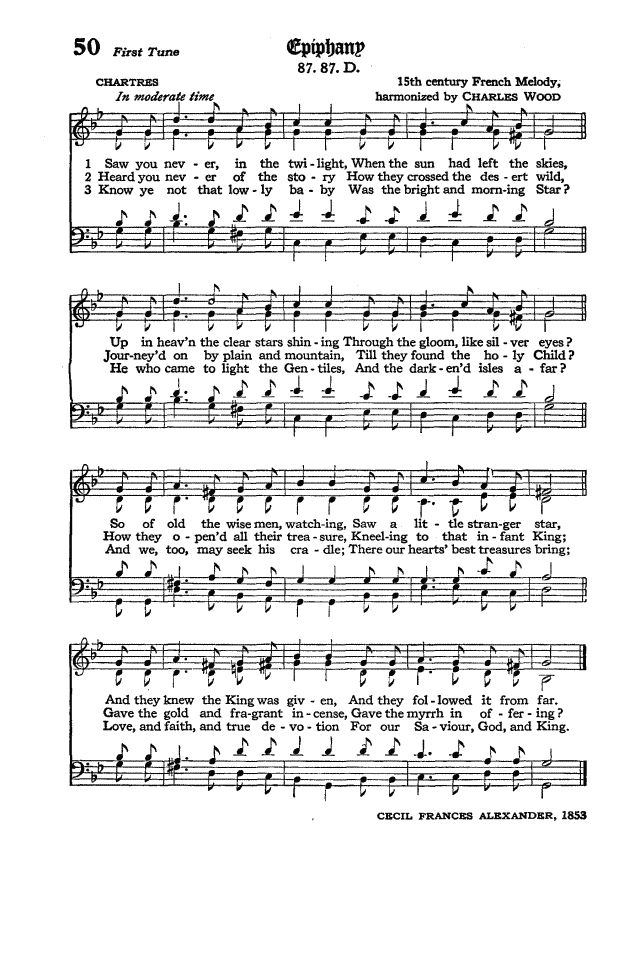 50 First Tune
Epiphany
87. 87. D.
CHARTRES
15th century French Melody,
In moderate time
harmonized by CHARLES WOOD
1 Saw you nev - er, in the twi - light, When the sun had left the skies,
2 Heard you nev - er of the sto - ry How they crossed the des - ert wild,
3 Know ye not that low - ly ba - by Was the bright and morn - ing Star?
Up in heav'n the clear stars shin - ing Through the gloom, like sil - ver eyes?
Jour-ney'd on by plain and mountain, Till they found the ho - ly Child?
He who came to light the Gen - tiles, And the dark - en'd isles a - far?
So of old the wise men, watch-ing, Saw a lit - tle stran-ger star,
How they o - pen'd all their trea - sure, Kneel-ing to that in - fant King;
And we, too, may seek his cra - dle; There our hearts' best treasures bring;
And they knew the King was giv - en, And they fol - lowed it from far.
Gave the gold and fra-grant in - cense, Gave the myrrh in of - fer - ing?
Love, and faith, and true de - vo - tion For our Sa - viour, God, and King.
CECIL FRANCES ALEXANDER, 1853